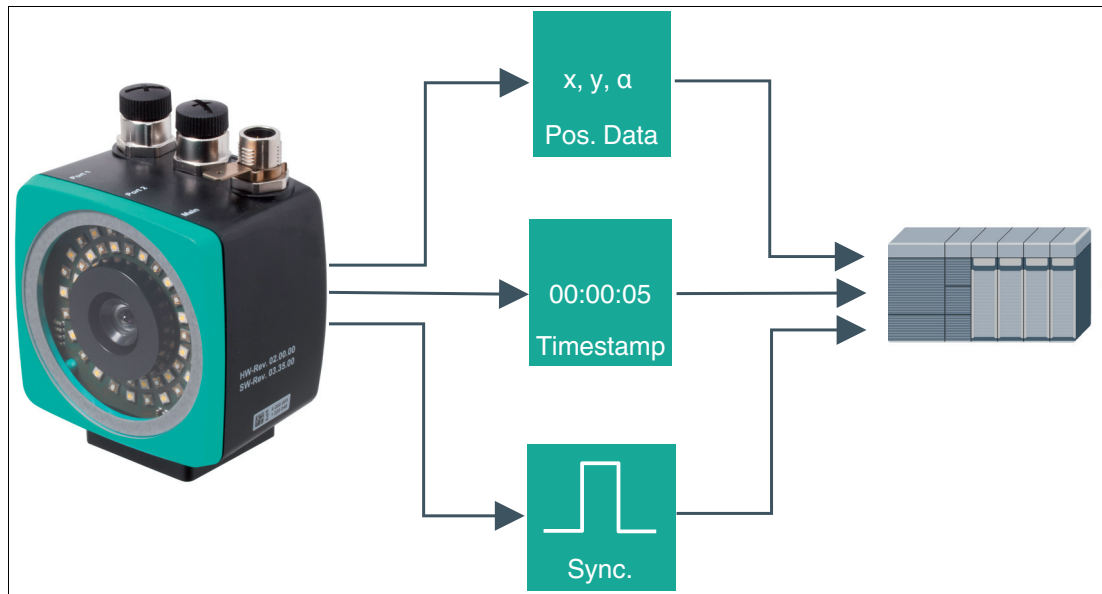 x, y, α
Pos. Data
00:00:05
Timestamp
Sync.
Port 1
Port 2
Main
HW-Rev. 02.00.00
SW-Rev. 03.35.00